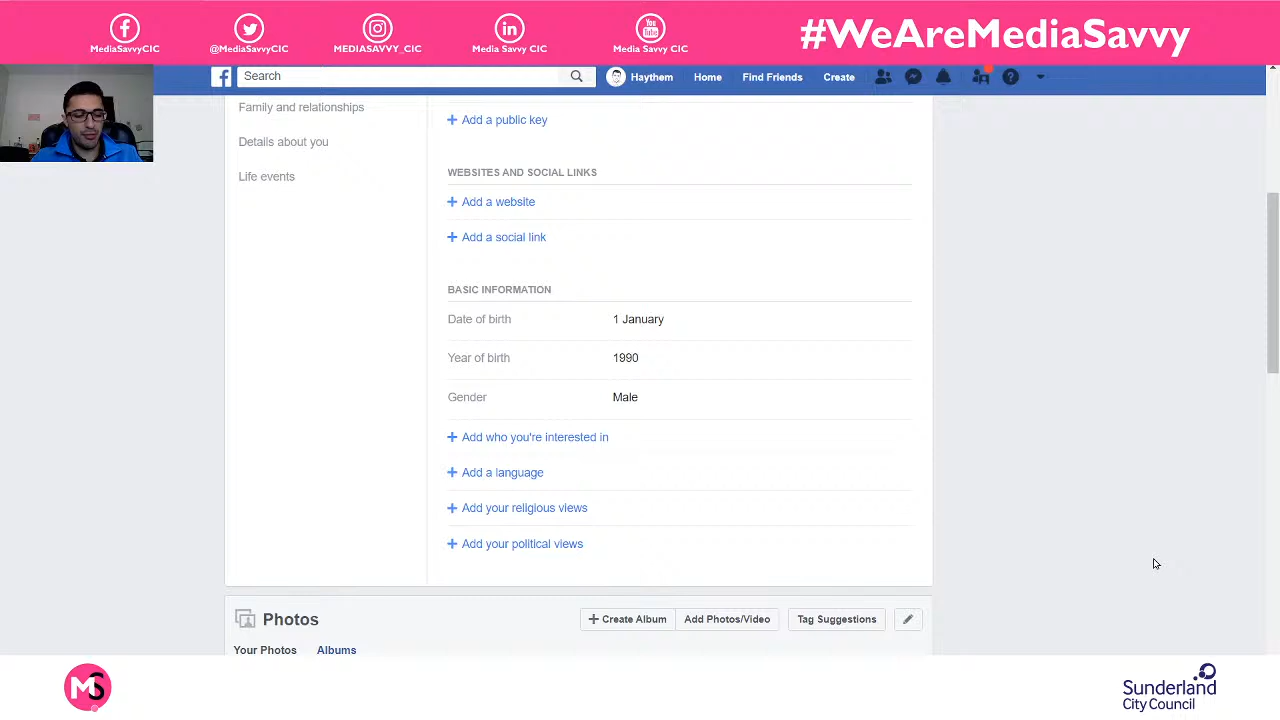 MediaSavvyCIC
@MediaSavvyCIC
MEDIASAVVY_CIC
Media Savvy CIC
You Tube
Media Savvy CIC
#WeAreMediaSavvy
Search
Haythem
Home
Find Friends
Create
Family and relationships
Details about you
Life events
Add a public key
WEBSITES AND SOCIAL LINKS
Add a website
Add a social link
BASIC INFORMATION
Date of birth 1 January
Year of birth 1990
Gender Male
Add who you're interested in
Add a language
Add your religious views
Add your political views
Photos
Create Album
Add Photos/Video
Tag Suggestions
Your Photos
Albums
MS
Sunderland
City Council